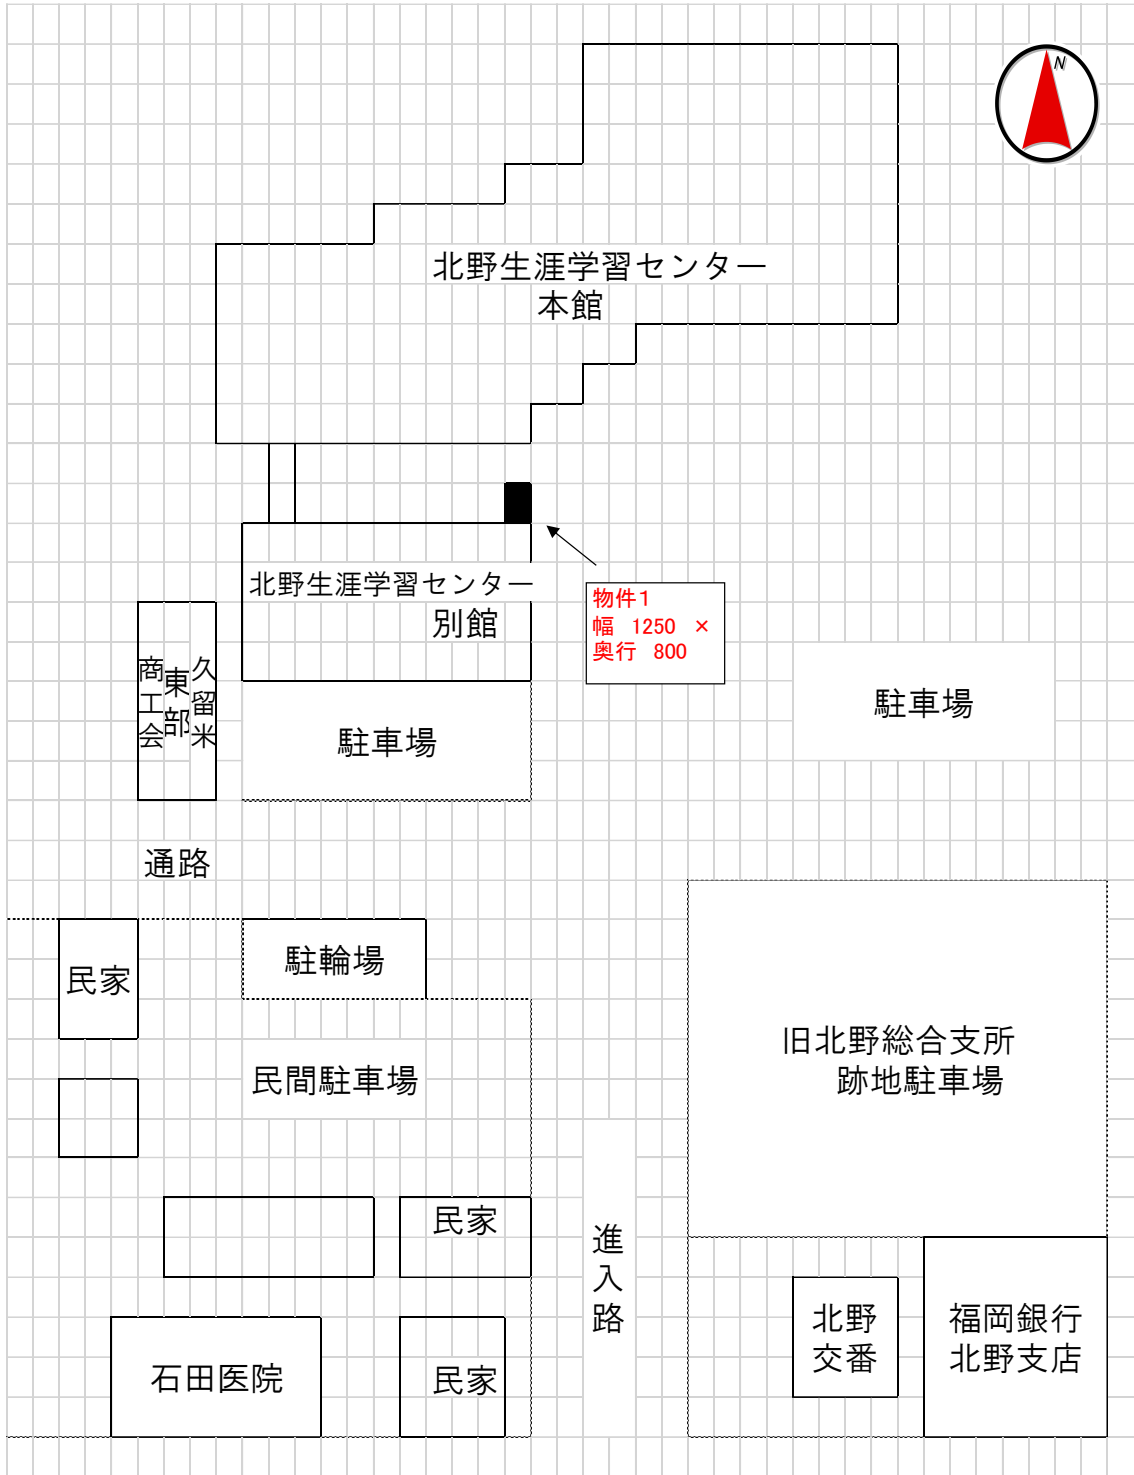 N
北野生涯学習センター
本館
北野生涯学習センター
別館
物件1
幅 1250 ×
奥行 800
久留米
東部
商工会
駐車場
駐車場
通路
民家
駐輪場
旧北野総合支所
跡地駐車場
民間駐車場
民家
進入路
北野
交番
福岡銀行
北野支店
石田医院
民家